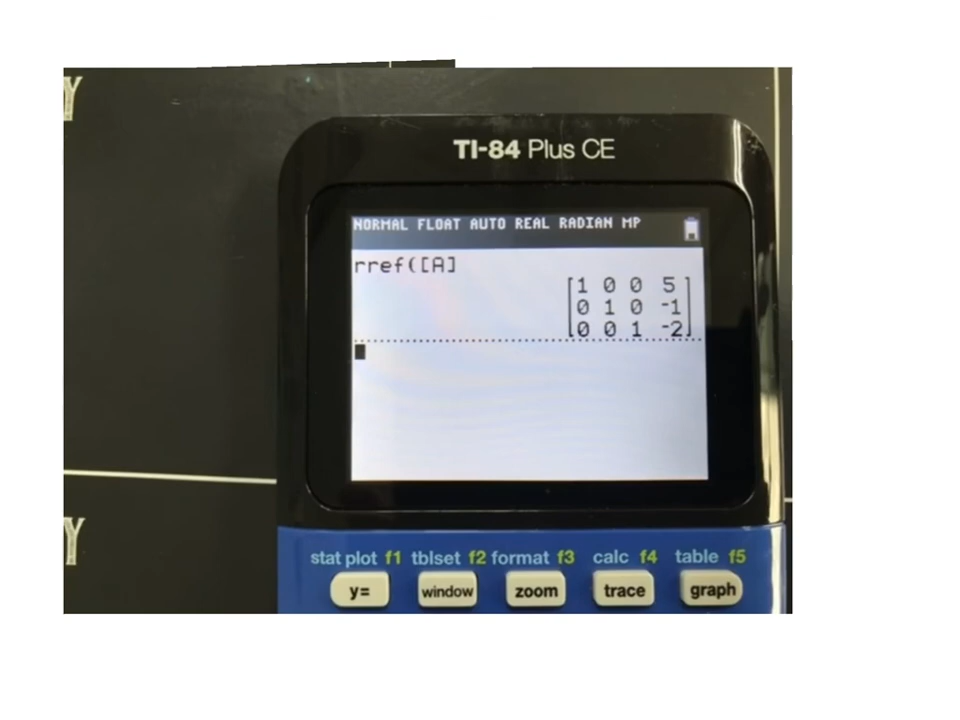 Y
TI-84 Plus CE
NORMAL FLOAT AUTO REAL RADIAN MP
rref([A]
[1 0 0 5]
[0 1 0 -1]
[0 0 1 -2]
Y
stat plot f1 tblset f2 format f3 calc f4 table f5
y= window zoom trace graph